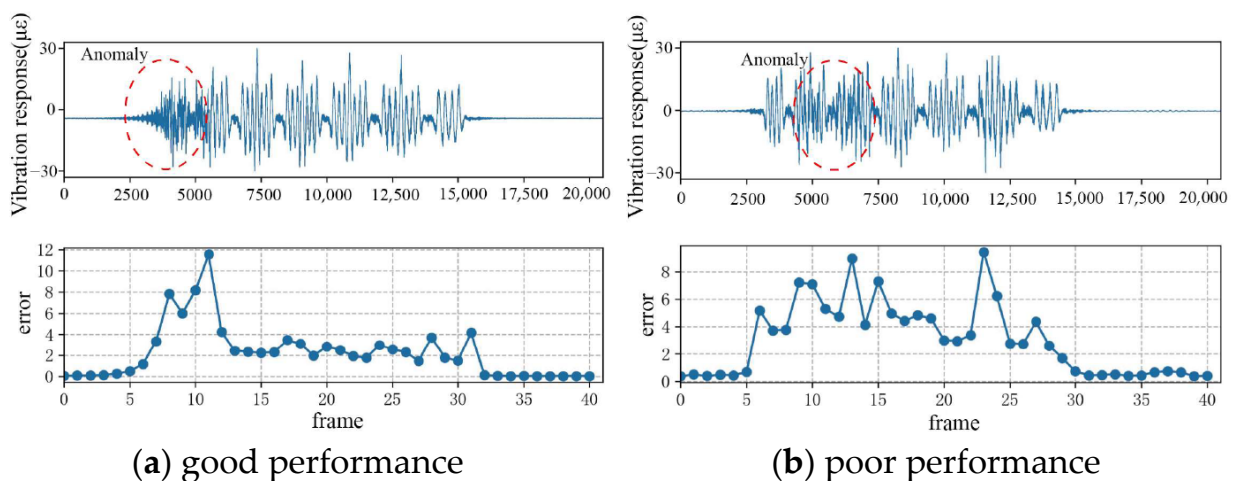 Vibration response(με)
30
0
−30
Anomaly
0 2500 5000 7500 10,000 12,500 15,000 17,500 20,000
error
12
10
8
6
4
2
0
0 5 10 15 20 25 30 35 40
frame
(a) good performance
Vibration response(με)
30
0
−30
Anomaly
0 2500 5000 7500 10,000 12,500 15,000 17,500 20,000
error
8
6
4
2
0
0 5 10 15 20 25 30 35 40
frame
(b) poor performance